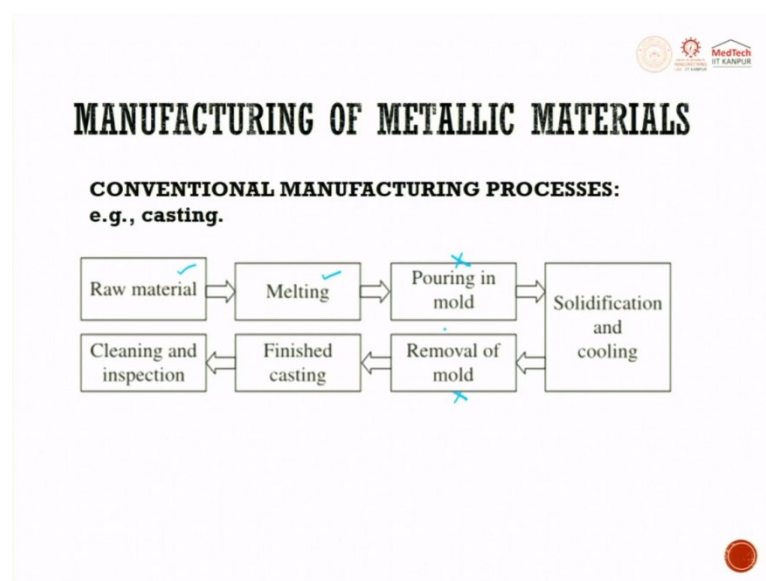 MedTech
IIT KANPUR
MANUFACTURING OF METALLIC MATERIALS
CONVENTIONAL MANUFACTURING PROCESSES:
e.g., casting.
Raw material
Melting
Pouring in
mold
Solidification
and
cooling
Removal of
mold
Finished
casting
Cleaning and
inspection